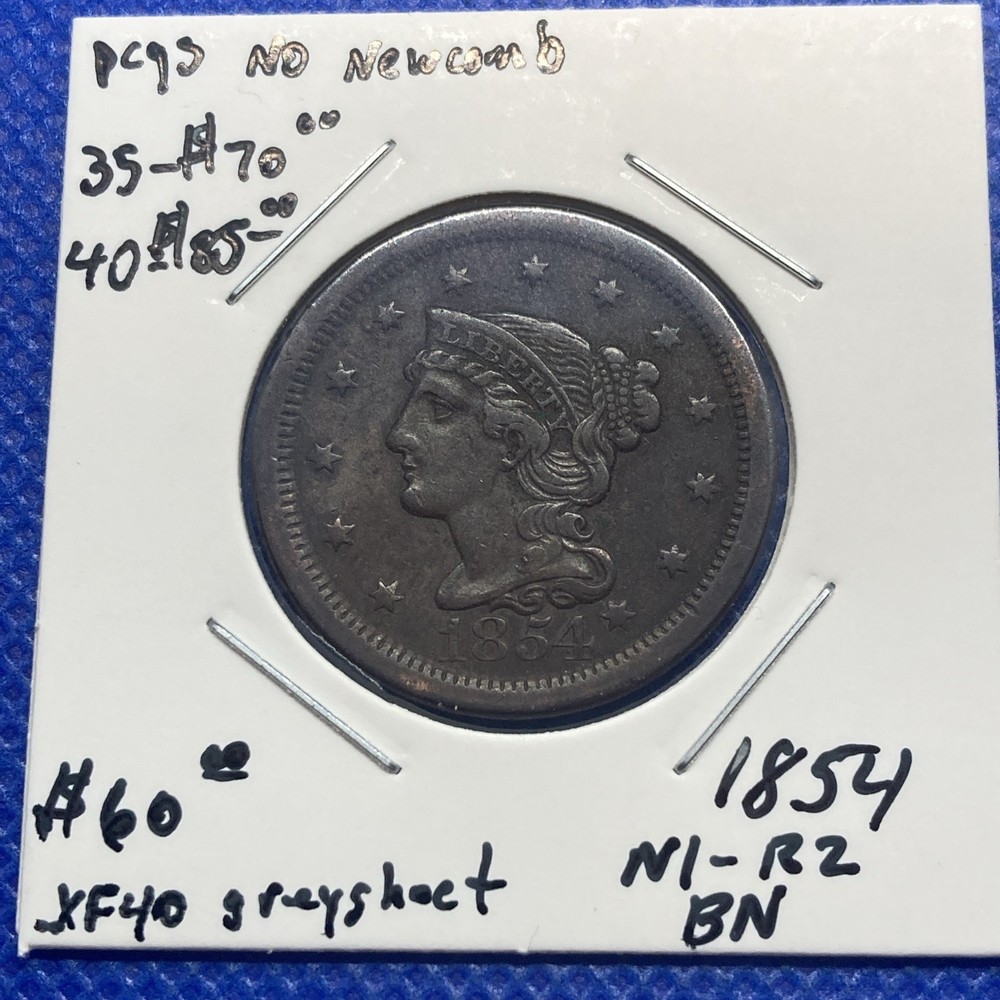 pcgs NO Newcomb
35-$70.00
40-$85-00
LIBERTY
1854
$60 00
XF40 greysheet
1854
N1-R2
BN